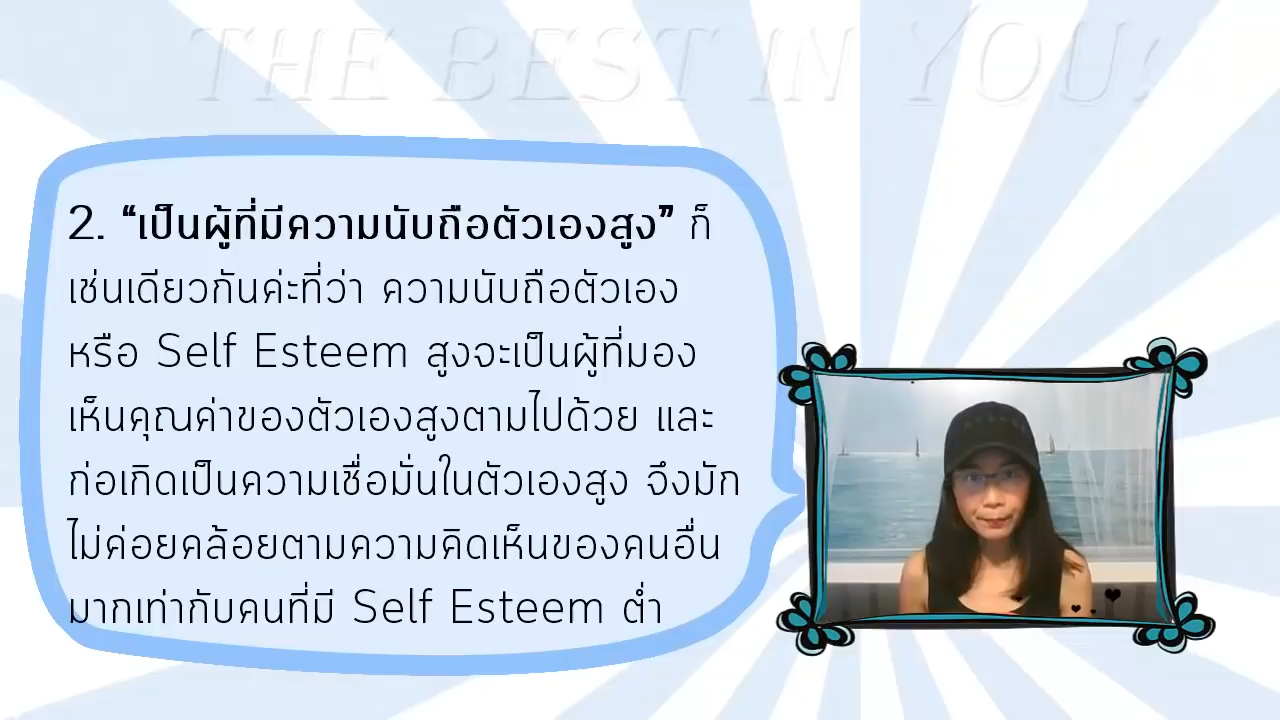 THE BEST IN YOU!
2. “เป็นผู้ที่มีความนับถือตัวเองสูง” ก็
เช่นเดียวกันค่ะที่ว่า ความนับถือตัวเอง
หรือ Self Esteem สูงจะเป็นผู้ที่มอง
เห็นคุณค่าของตัวเองสูงตามไปด้วย และ
ก่อเกิดเป็นความเชื่อมั่นในตัวเองสูง จึงมัก
ไม่ค่อยคล้อยตามความคิดเห็นของคนอื่น
มากเท่ากับคนที่มี Self Esteem ต่ำ